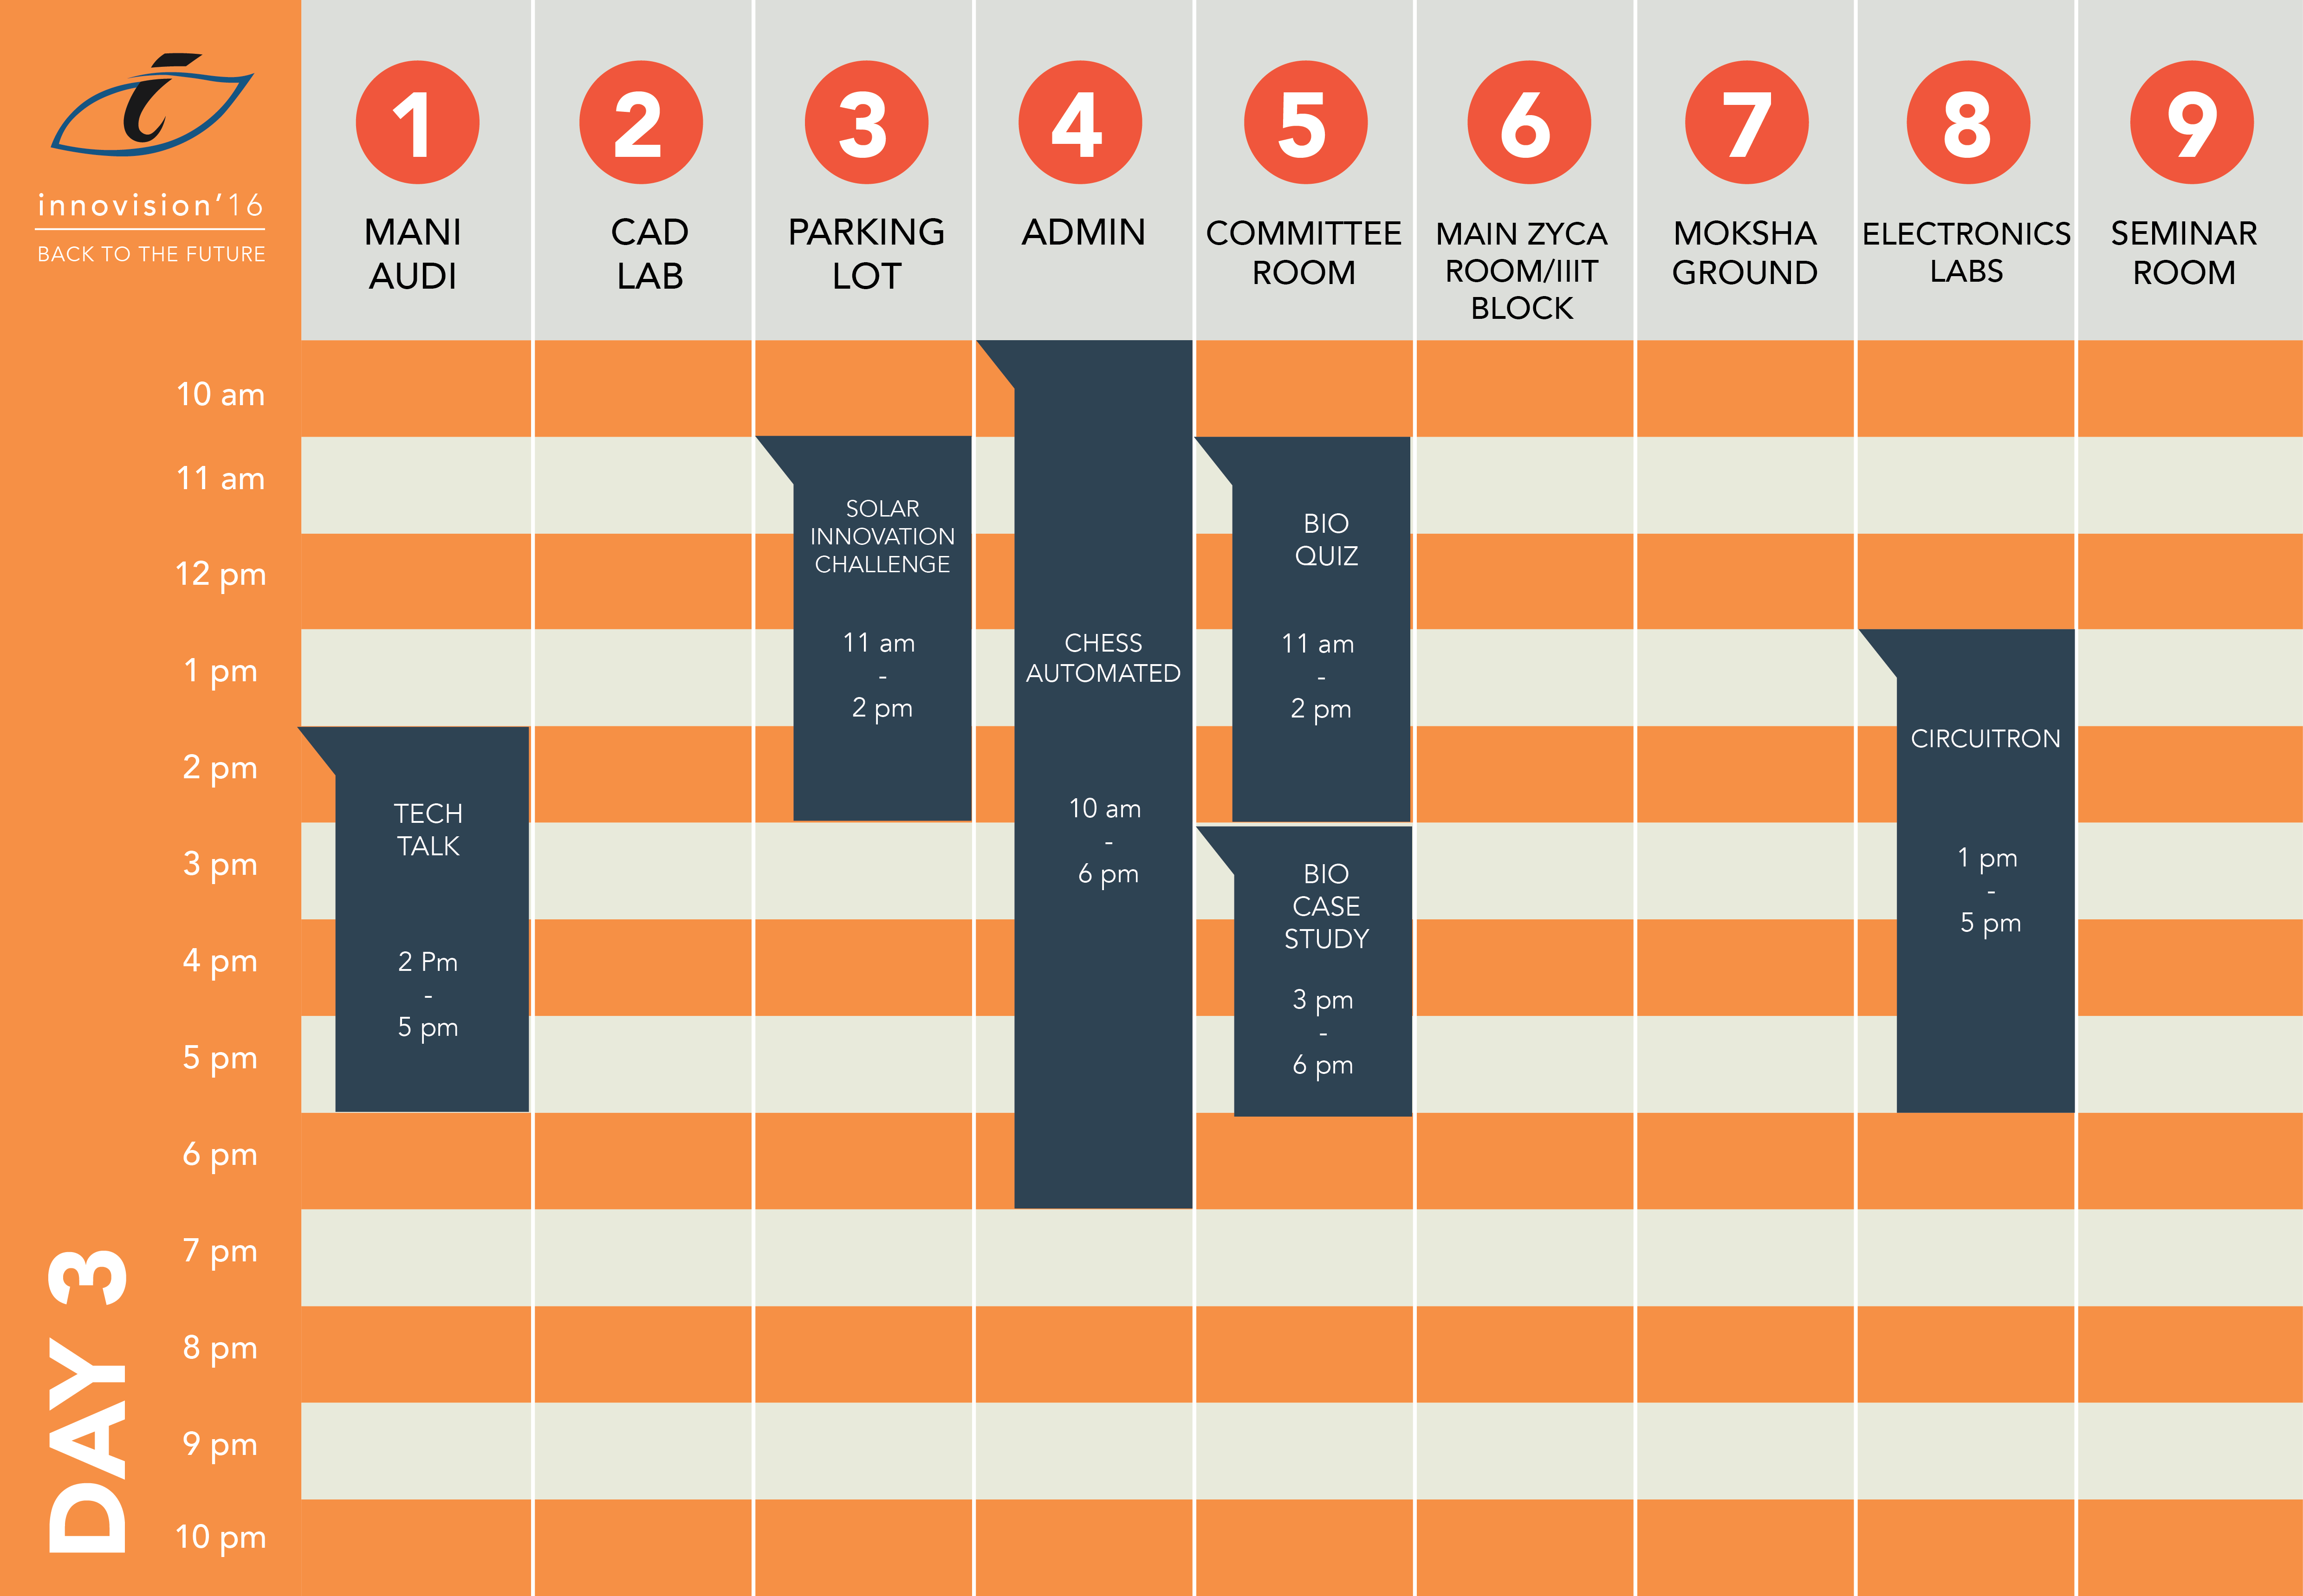 innovision'16
BACK TO THE FUTURE
1
2
3
4
5
6
7
8
9
MANI
AUDI
CAD
LAB
PARKING
LOT
ADMIN
COMMITTEE
ROOM
MAIN ZYCA
ROOM/IIIT
BLOCK
MOKSHA
GROUND
ELECTRONICS
LABS
SEMINAR
ROOM
10 am
11 am
12 pm
1 pm
2 pm
3 pm
4 pm
5 pm
6 pm
7 pm
8 pm
9 pm
10 pm
DAY 3
TECH
TALK
2 Pm
-
5 pm
SOLAR
INNOVATION
CHALLENGE
11 am
-
2 pm
CHESS
AUTOMATED
10 am
-
6 pm
BIO
QUIZ
11 am
-
2 pm
BIO
CASE
STUDY
3 pm
-
6 pm
CIRCUITRON
1 pm
-
5 pm